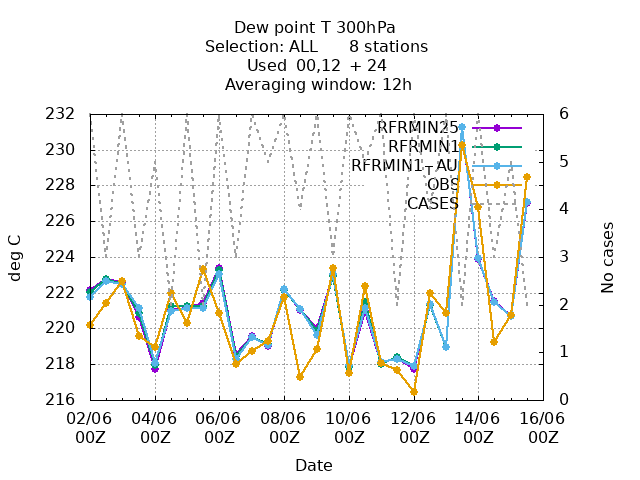 Dew point T 300hPa
Selection: ALL 8 stations
Used 00,12 + 24
Averaging window: 12h
232
230
228
226
224
222
220
218
216
6
5
4
3
2
1
0
RFRMIN25
RFRMIN1
RFRMIN1_AU
OBS
CASES
deg C
No cases
02/06 04/06 06/06 08/06 10/06 12/06 14/06 16/06
00Z 00Z 00Z 00Z 00Z 00Z 00Z 00Z
Date